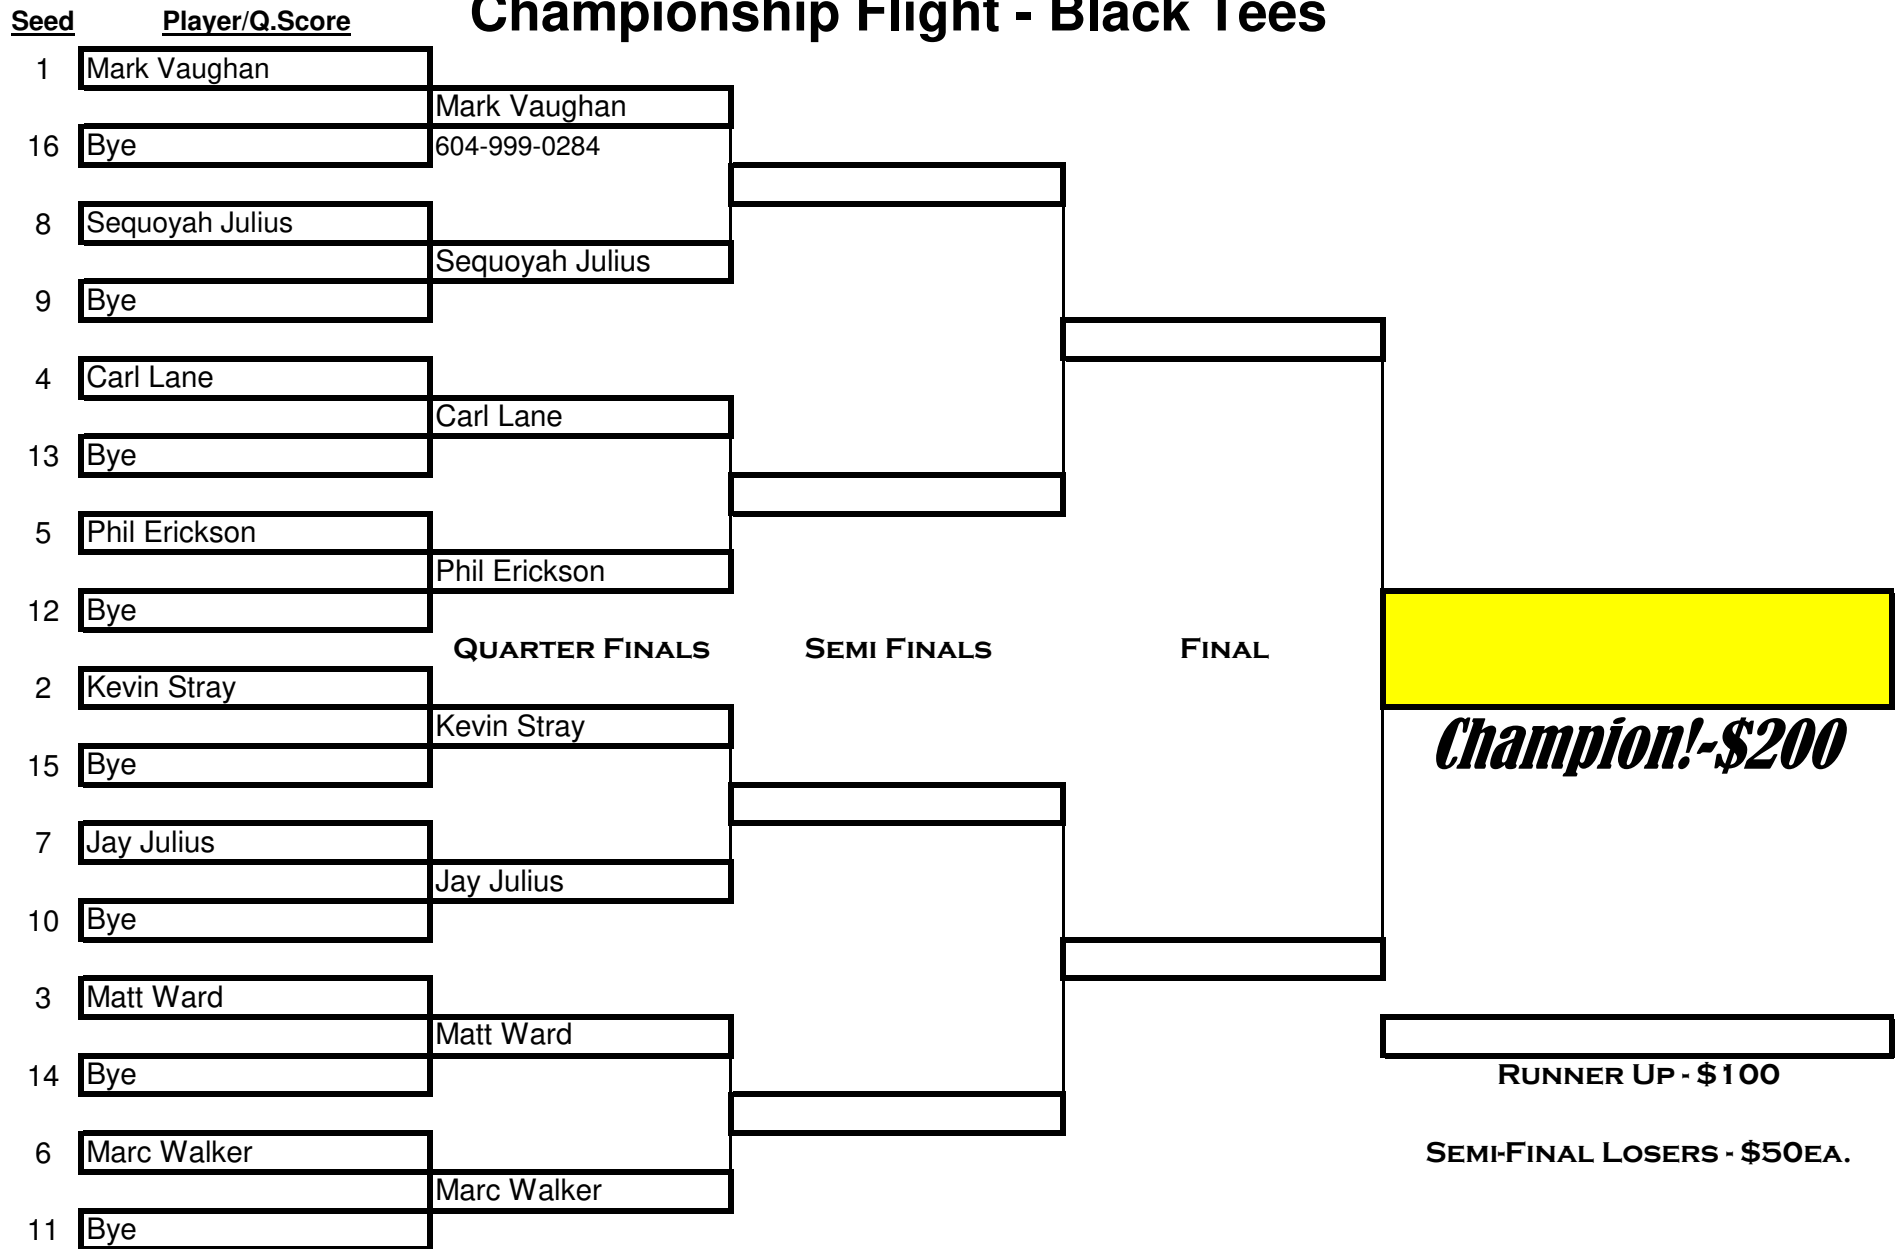 Championship Flight - Black Tees
Seed Player/Q.Score
1 Mark Vaughan
Mark Vaughan
16 Bye 604-999-0284
8 Sequoyah Julius
Sequoyah Julius
9 Bye
4 Carl Lane
Carl Lane
13 Bye
5 Phil Erickson
Phil Erickson
12 Bye
QUARTER FINALS SEMI FINALS FINAL
2 Kevin Stray
Kevin Stray
Champion!-$200
15 Bye
7 Jay Julius
Jay Julius
10 Bye
3 Matt Ward
Matt Ward
14 Bye RUNNER UP - $100
6 Marc Walker SEMI-FINAL LOSERS - $50EA.
Marc Walker
11 Bye